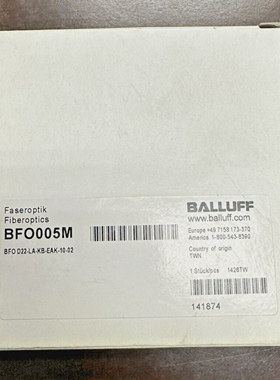 Faseroptik
Fiberoptics
BFO005M
BFO D22-LA-KB-EAK-10-02
BALLUFF
www.balluff.com
Europe +49 7158 173-370
America 1-800-543-8390
Country of origin
TWN
1 Stück/pcs 1426TW
141874